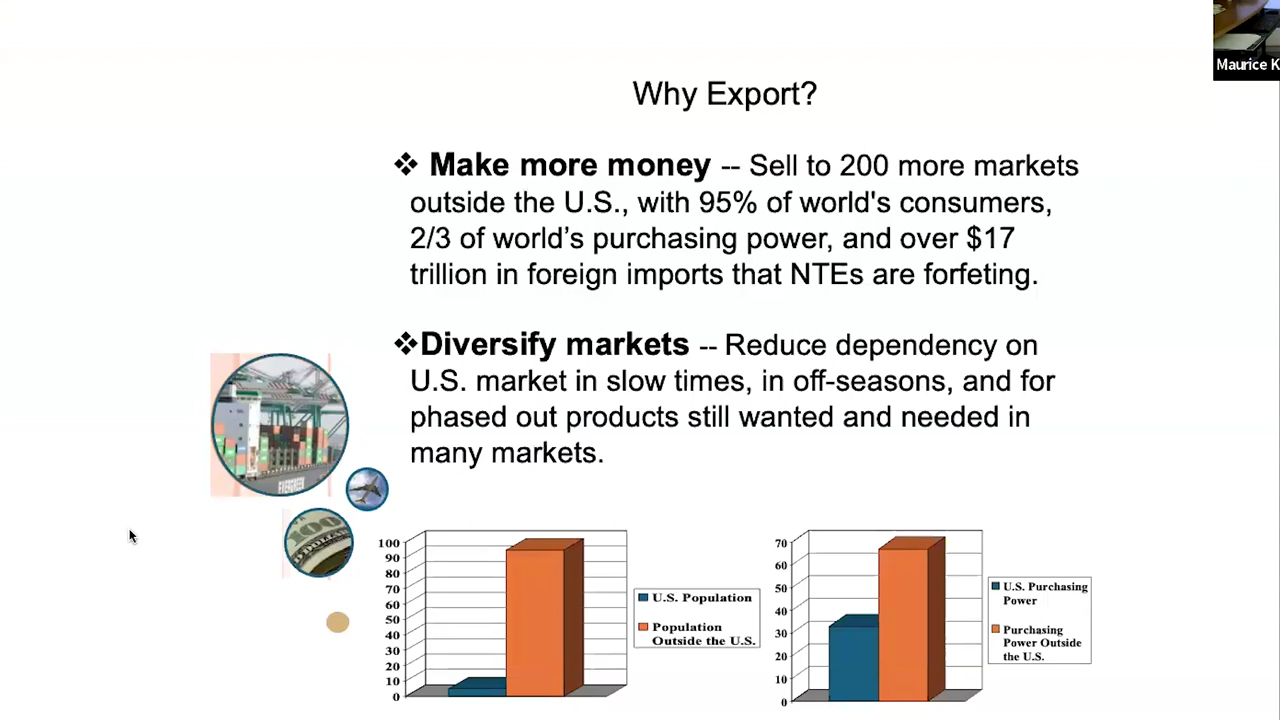 Maurice K
Why Export?
❖ Make more money -- Sell to 200 more markets
outside the U.S., with 95% of world's consumers,
2/3 of world’s purchasing power, and over $17
trillion in foreign imports that NTEs are forfeting.
❖Diversify markets -- Reduce dependency on
U.S. market in slow times, in off-seasons, and for
phased out products still wanted and needed in
many markets.
EVERGREEN
100
100
90
80
70
60
50
40
30
20
10
0
U.S. Population
Population
Outside the U.S.
70
60
50
40
30
20
10
0
U.S. Purchasing
Power
Purchasing
Power Outside
the U.S.